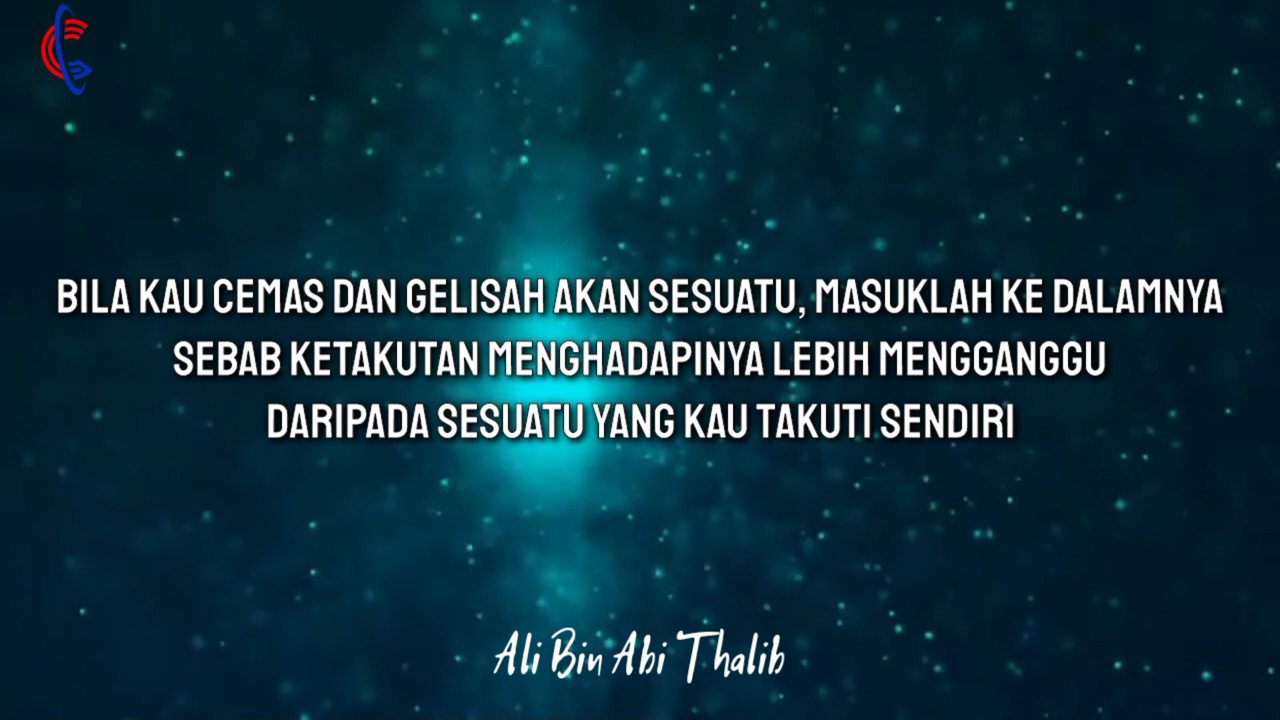 BILA KAU CEMAS DAN GELISAH AKAN SESUATU, MASUKLAH KE DALAMNYA
SEBAB KETAKUTAN MENGHADAPINYA LEBIH MENGGANGGU
DARIPADA SESUATU YANG KAU TAKUTI SENDIRI
Ali Bin Abi Thalib